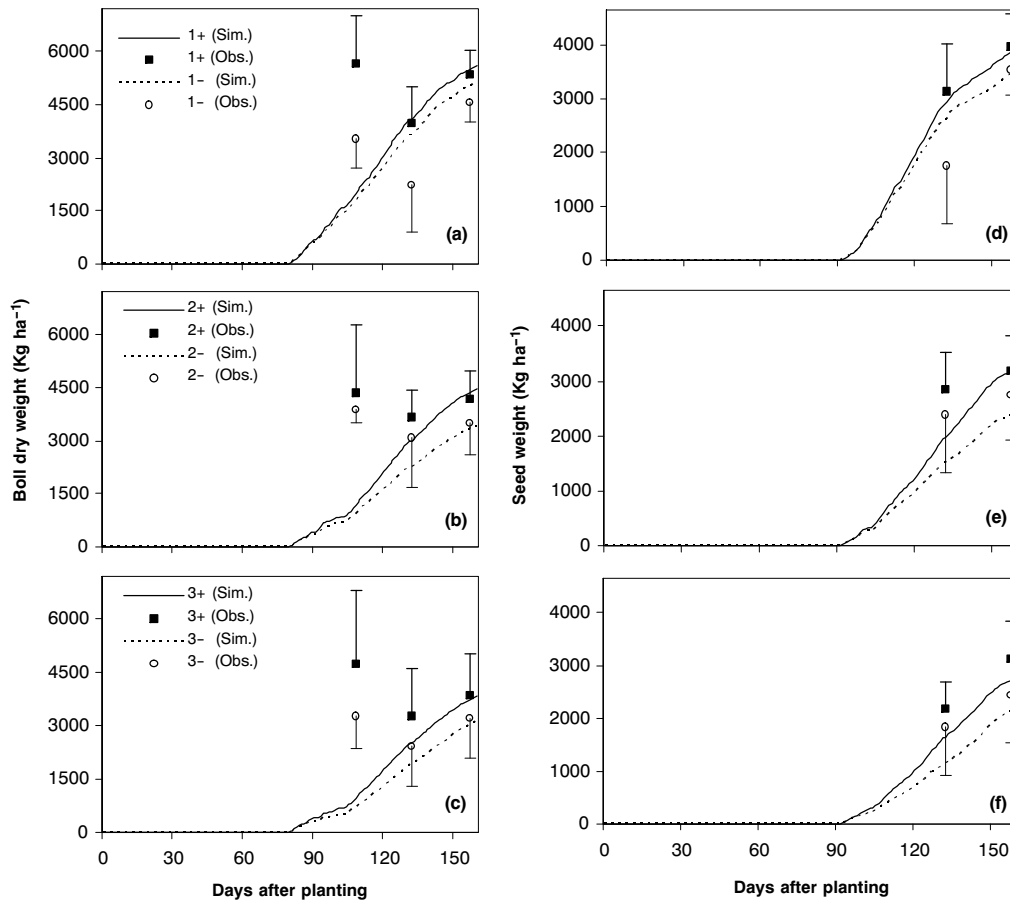 1+ (Sim.)
1+ (Obs.)
1− (Sim.)
1− (Obs.)
6000
4500
3000
1500
0
(a)
4000
3000
2000
1000
0
(d)
2+ (Sim.)
2+ (Obs.)
2− (Sim.)
2− (Obs.)
6000
4500
3000
1500
0
(b)
Boll dry weight (Kg ha⁻¹)
4000
3000
2000
1000
0
(e)
Seed weight (Kg ha⁻¹)
3+ (Sim.)
3+ (Obs.)
3− (Sim.)
3− (Obs.)
6000
4500
3000
1500
0
(c)
0 30 60 90 120 150
Days after planting
4000
3000
2000
1000
0
(f)
0 30 60 90 120 150
Days after planting